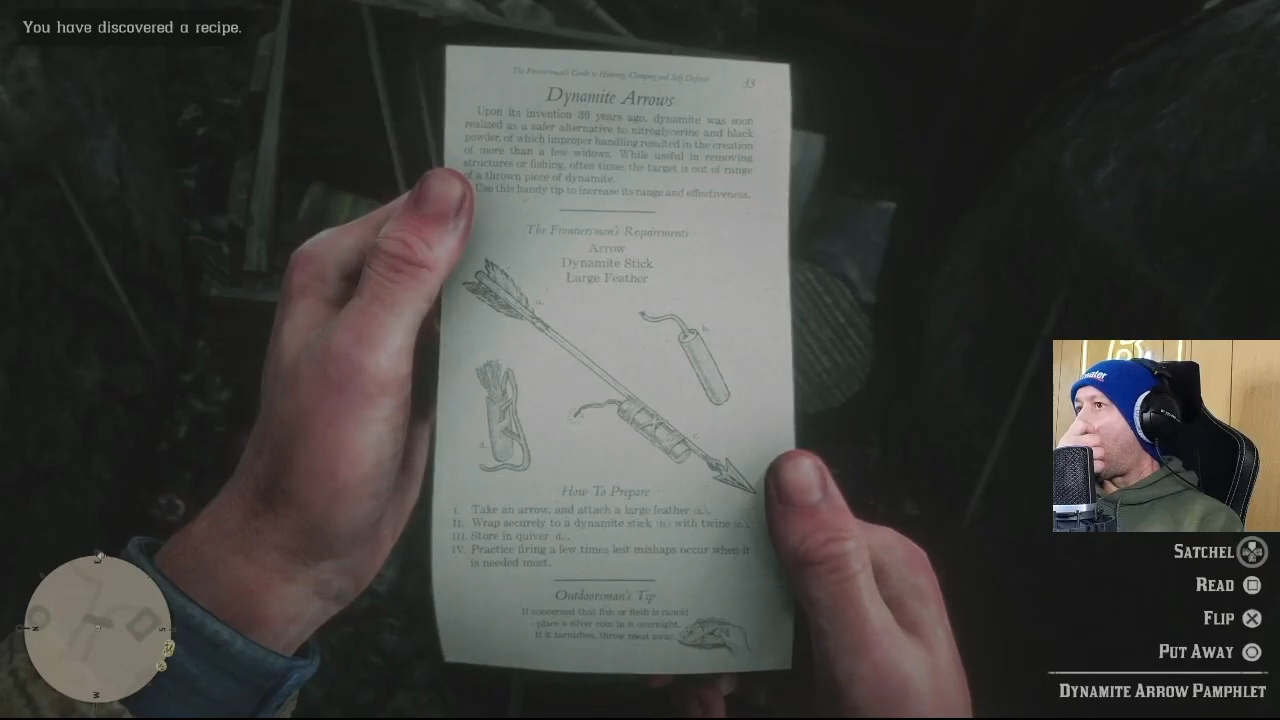 You have discovered a recipe.
The Frontiersman's Guide to Hunting, Camping and Self Defense
33
Dynamite Arrows
Upon its invention 39 years ago, dynamite was soon
realized as a safer alternative to nitroglycerine and black
powder, of which improper handling resulted in the creation
of more than a few widows. While useful in removing
structures or fishing, often times the target is out of range
of a thrown piece of dynamite.
Use this handy tip to increase its range and effectiveness.
The Frontiersman's Requirements
Arrow
Dynamite Stick
Large Feather
a.
b.
c.
d.
How To Prepare
I. Take an arrow, and attach a large feather (a.).
II. Wrap securely to a dynamite stick (b.) with twine (c.).
III. Store in quiver (d.).
IV. Practice firing a few times lest mishaps occur when it
is needed most.
Outdoorsman's Tip
If concerned that fish or flesh is rancid
place a silver coin in it overnight.
If it tarnishes, throw meat away.
SATCHEL
READ
FLIP
PUT AWAY
DYNAMITE ARROW PAMPHLET
E
N
S
W